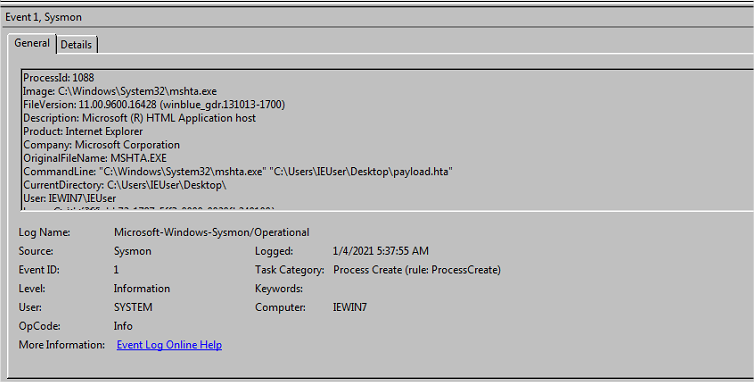 Event 1, Sysmon
General Details
ProcessId: 1088
Image: C:\Windows\System32\mshta.exe
FileVersion: 11.00.9600.16428 (winblue_gdr.131013-1700)
Description: Microsoft (R) HTML Application host
Product: Internet Explorer
Company: Microsoft Corporation
OriginalFileName: MSHTA.EXE
CommandLine: "C:\Windows\System32\mshta.exe" "C:\Users\IEUser\Desktop\payload.hta"
CurrentDirectory: C:\Users\IEUser\Desktop\
User: IEWIN7\IEUser
Log Name: Microsoft-Windows-Sysmon/Operational
Source: Sysmon Logged: 1/4/2021 5:37:55 AM
Event ID: 1 Task Category: Process Create (rule: ProcessCreate)
Level: Information Keywords:
User: SYSTEM Computer: IEWIN7
OpCode: Info
More Information: Event Log Online Help